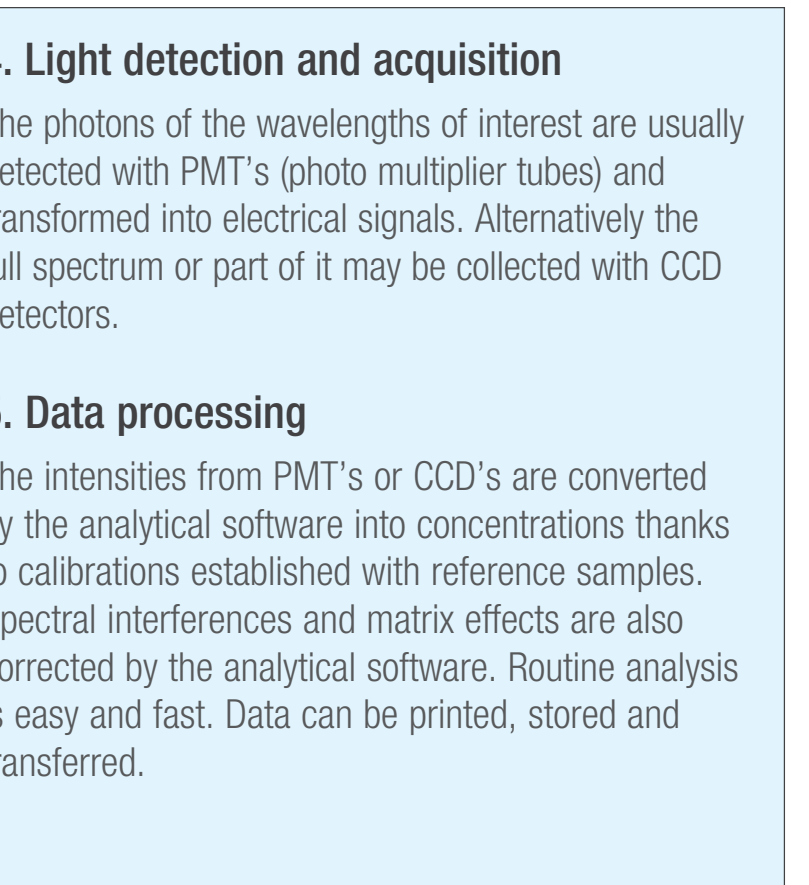 . Light detection and acquisition
he photons of the wavelengths of interest are usually
etected with PMT’s (photo multiplier tubes) and
ransformed into electrical signals. Alternatively the
ull spectrum or part of it may be collected with CCD
etectors.
. Data processing
he intensities from PMT’s or CCD’s are converted
y the analytical software into concentrations thanks
o calibrations established with reference samples.
pectral interferences and matrix effects are also
orrected by the analytical software. Routine analysis
s easy and fast. Data can be printed, stored and
ransferred.